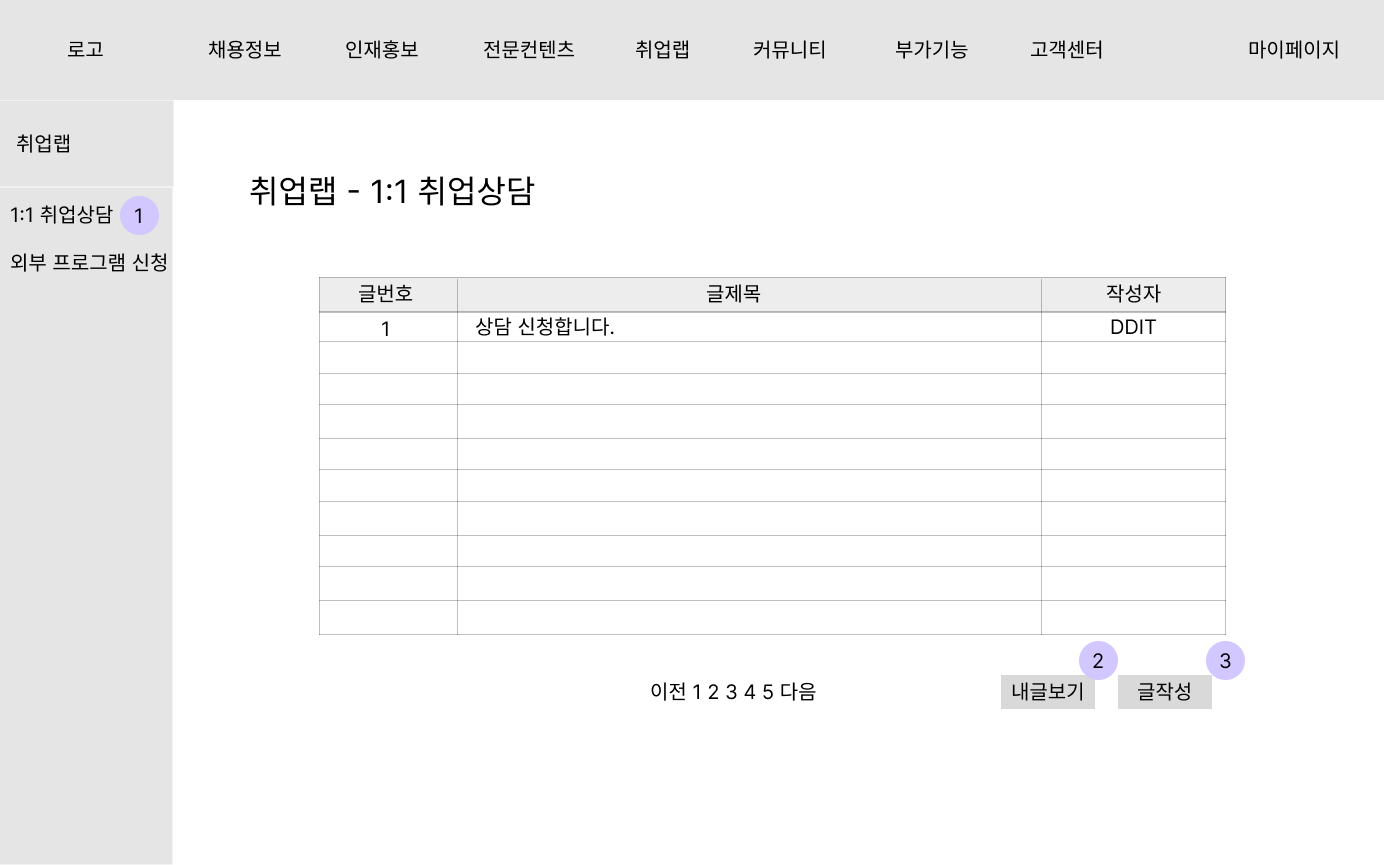 로고 채용정보 인재홍보 전문컨텐츠 취업랩 커뮤니티 부가기능 고객센터 마이페이지
취업랩
1:1 취업상담 1
외부 프로그램 신청
취업랩 - 1:1 취업상담
글번호 글제목 작성자
1 상담 신청합니다. DDIT
2 3
이전 1 2 3 4 5 다음 내글보기 글작성